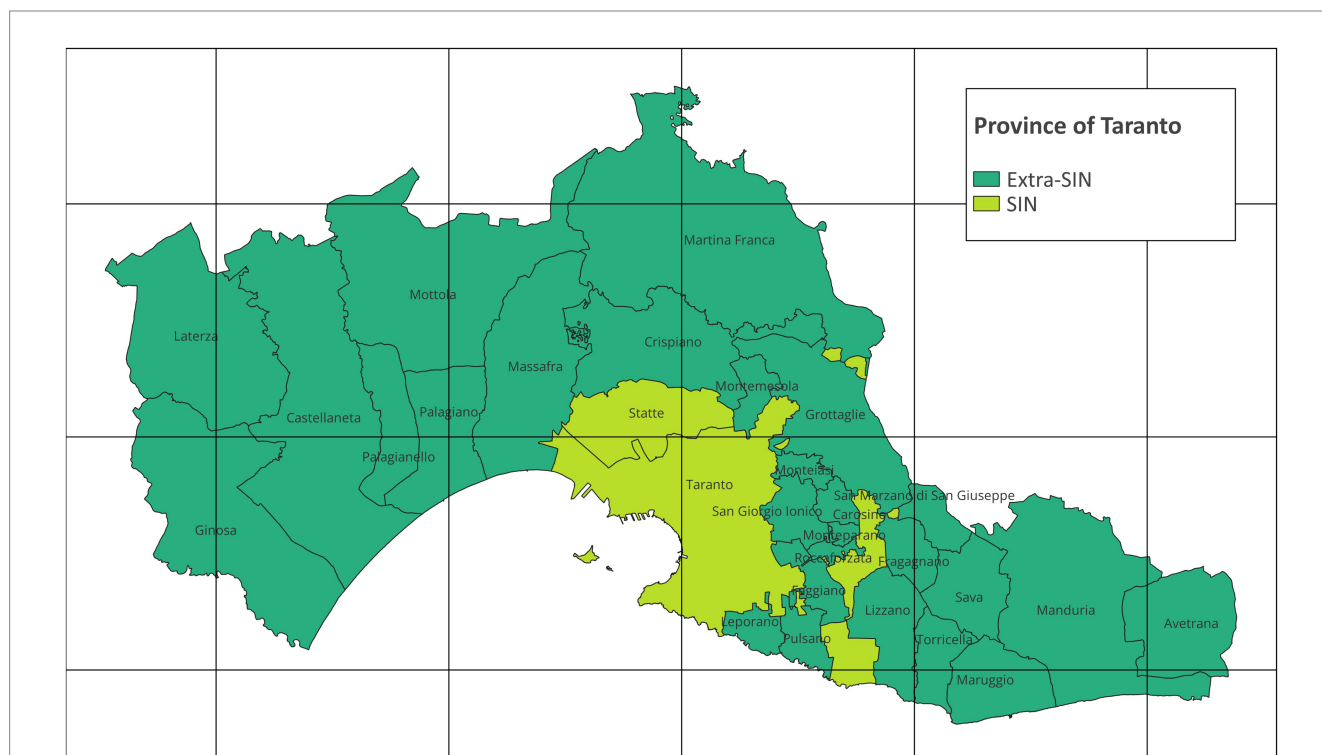 Province of Taranto
Extra-SIN
SIN
Martina Franca
Mottola
Laterza
Crispiano
Massafra
Montemesola
Statte
Palagiano
Grottaglie
Castellaneta
Palagianello
Monteiasi
Taranto
San Marzano di San Giuseppe
San Giorgio Ionico
Carosino
Ginosa
Monteparano
Roccaforzata
Fragagnano
Faggiano
Sava
Lizzano
Manduria
Leporano
Avetrana
Pulsano
Torricella
Maruggio